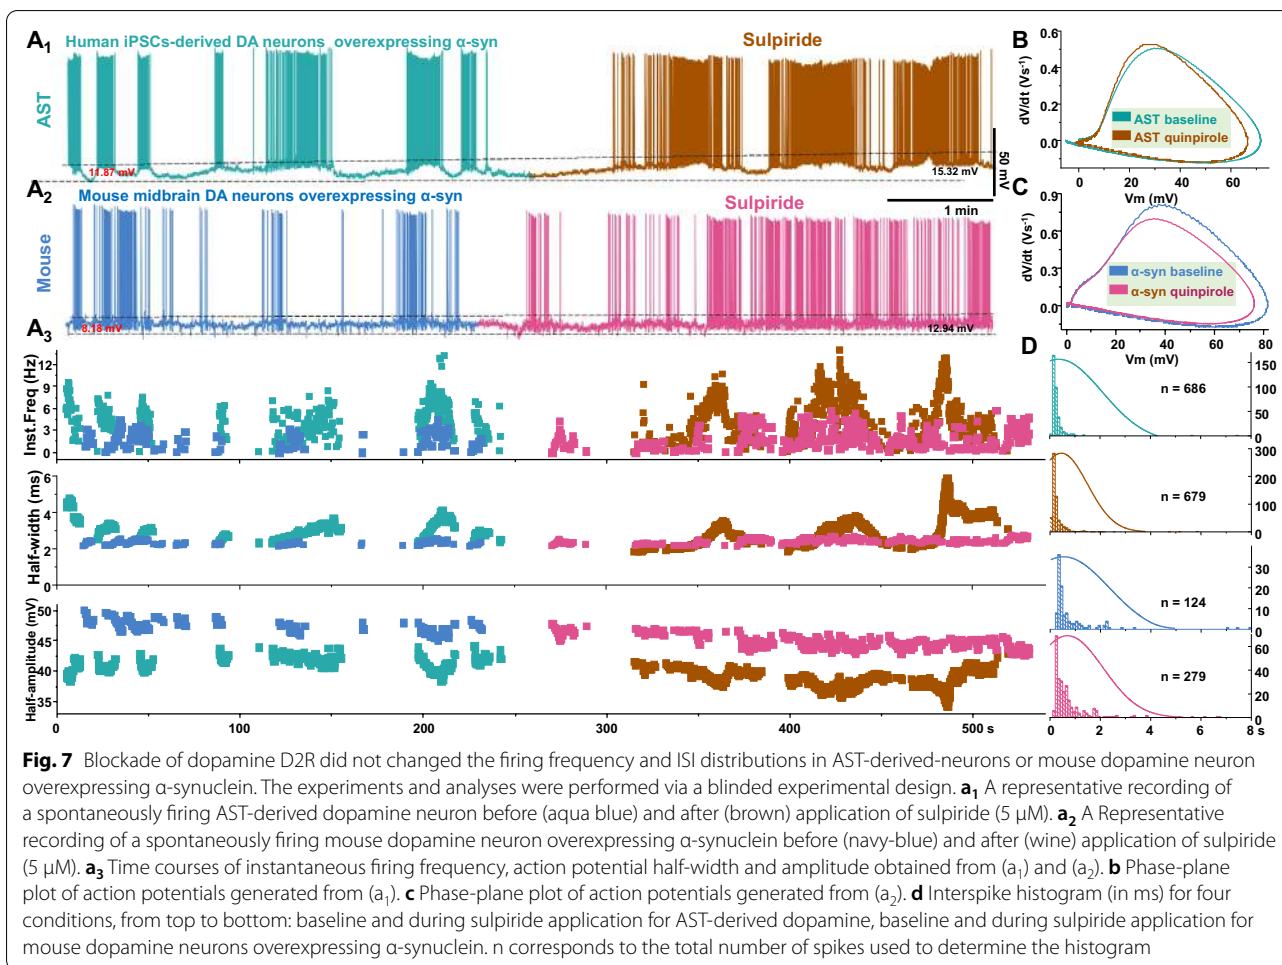 A1 Human iPSCs-derived DA neurons overexpressing α-syn
Sulpiride
AST
11.87 mV
15.32 mV
50 mV
A2 Mouse midbrain DA neurons overexpressing α-syn
Sulpiride
1 min
Mouse
8.18 mV
12.94 mV
B
dV/dt (Vs-1)
0.6
0.4
0.2
0.0
AST baseline
AST quinpirole
0 20 40 60
Vm (mV)
C
dV/dt (Vs-1)
0.9
0.6
0.3
0.0
α-syn baseline
α-syn quinpirole
0 20 40 60 80
Vm (mV)
A3
Inst.Freq (Hz)
12
9
6
3
0
Half-width (ms)
6
4
2
0
Half-amplitude (mV)
50
45
40
35
0 100 200 300 400 500 s
D
n = 686
150
100
50
0
n = 679
300
200
100
0
n = 124
30
20
10
0
n = 279
40
20
0
0 2 4 6 8 s
Fig. 7 Blockade of dopamine D2R did not changed the firing frequency and ISI distributions in AST-derived-neurons or mouse dopamine neuron
overexpressing α-synuclein. The experiments and analyses were performed via a blinded experimental design. a1 A representative recording of
a spontaneously firing AST-derived dopamine neuron before (aqua blue) and after (brown) application of sulpiride (5 µM). a2 A Representative
recording of a spontaneously firing mouse dopamine neuron overexpressing α-synuclein before (navy-blue) and after (wine) application of sulpiride
(5 µM). a3 Time courses of instantaneous firing frequency, action potential half-width and amplitude obtained from (a1) and (a2). b Phase-plane
plot of action potentials generated from (a1). c Phase-plane plot of action potentials generated from (a2). d Interspike histogram (in ms) for four
conditions, from top to bottom: baseline and during sulpiride application for AST-derived dopamine, baseline and during sulpiride application for
mouse dopamine neurons overexpressing α-synuclein. n corresponds to the total number of spikes used to determine the histogram